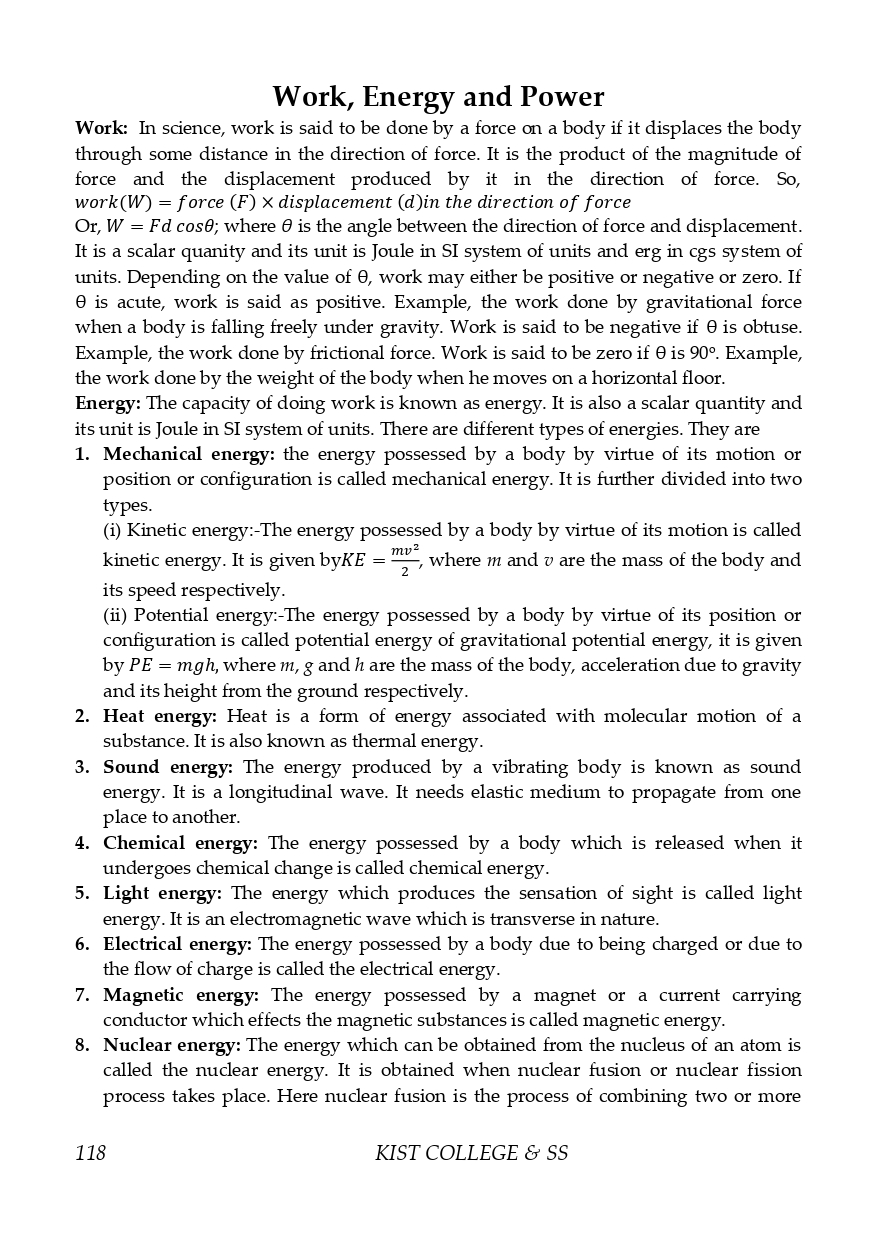 Work, Energy and Power
Work: In science, work is said to be done by a force on a body if it displaces the body
through some distance in the direction of force. It is the product of the magnitude of
force and the displacement produced by it in the direction of force. So,
work(W) = force (F) × displacement (d)in the direction of force
Or, W = Fd cosθ; where θ is the angle between the direction of force and displacement.
It is a scalar quanity and its unit is Joule in SI system of units and erg in cgs system of
units. Depending on the value of θ, work may either be positive or negative or zero. If
θ is acute, work is said as positive. Example, the work done by gravitational force
when a body is falling freely under gravity. Work is said to be negative if θ is obtuse.
Example, the work done by frictional force. Work is said to be zero if θ is 90º. Example,
the work done by the weight of the body when he moves on a horizontal floor.
Energy: The capacity of doing work is known as energy. It is also a scalar quantity and
its unit is Joule in SI system of units. There are different types of energies. They are
1. Mechanical energy: the energy possessed by a body by virtue of its motion or
position or configuration is called mechanical energy. It is further divided into two
types.
(i) Kinetic energy:-The energy possessed by a body by virtue of its motion is called
kinetic energy. It is given byKE = mv²/2, where m and v are the mass of the body and
its speed respectively.
(ii) Potential energy:-The energy possessed by a body by virtue of its position or
configuration is called potential energy of gravitational potential energy, it is given
by PE = mgh, where m, g and h are the mass of the body, acceleration due to gravity
and its height from the ground respectively.
2. Heat energy: Heat is a form of energy associated with molecular motion of a
substance. It is also known as thermal energy.
3. Sound energy: The energy produced by a vibrating body is known as sound
energy. It is a longitudinal wave. It needs elastic medium to propagate from one
place to another.
4. Chemical energy: The energy possessed by a body which is released when it
undergoes chemical change is called chemical energy.
5. Light energy: The energy which produces the sensation of sight is called light
energy. It is an electromagnetic wave which is transverse in nature.
6. Electrical energy: The energy possessed by a body due to being charged or due to
the flow of charge is called the electrical energy.
7. Magnetic energy: The energy possessed by a magnet or a current carrying
conductor which effects the magnetic substances is called magnetic energy.
8. Nuclear energy: The energy which can be obtained from the nucleus of an atom is
called the nuclear energy. It is obtained when nuclear fusion or nuclear fission
process takes place. Here nuclear fusion is the process of combining two or more
118 KIST COLLEGE & SS